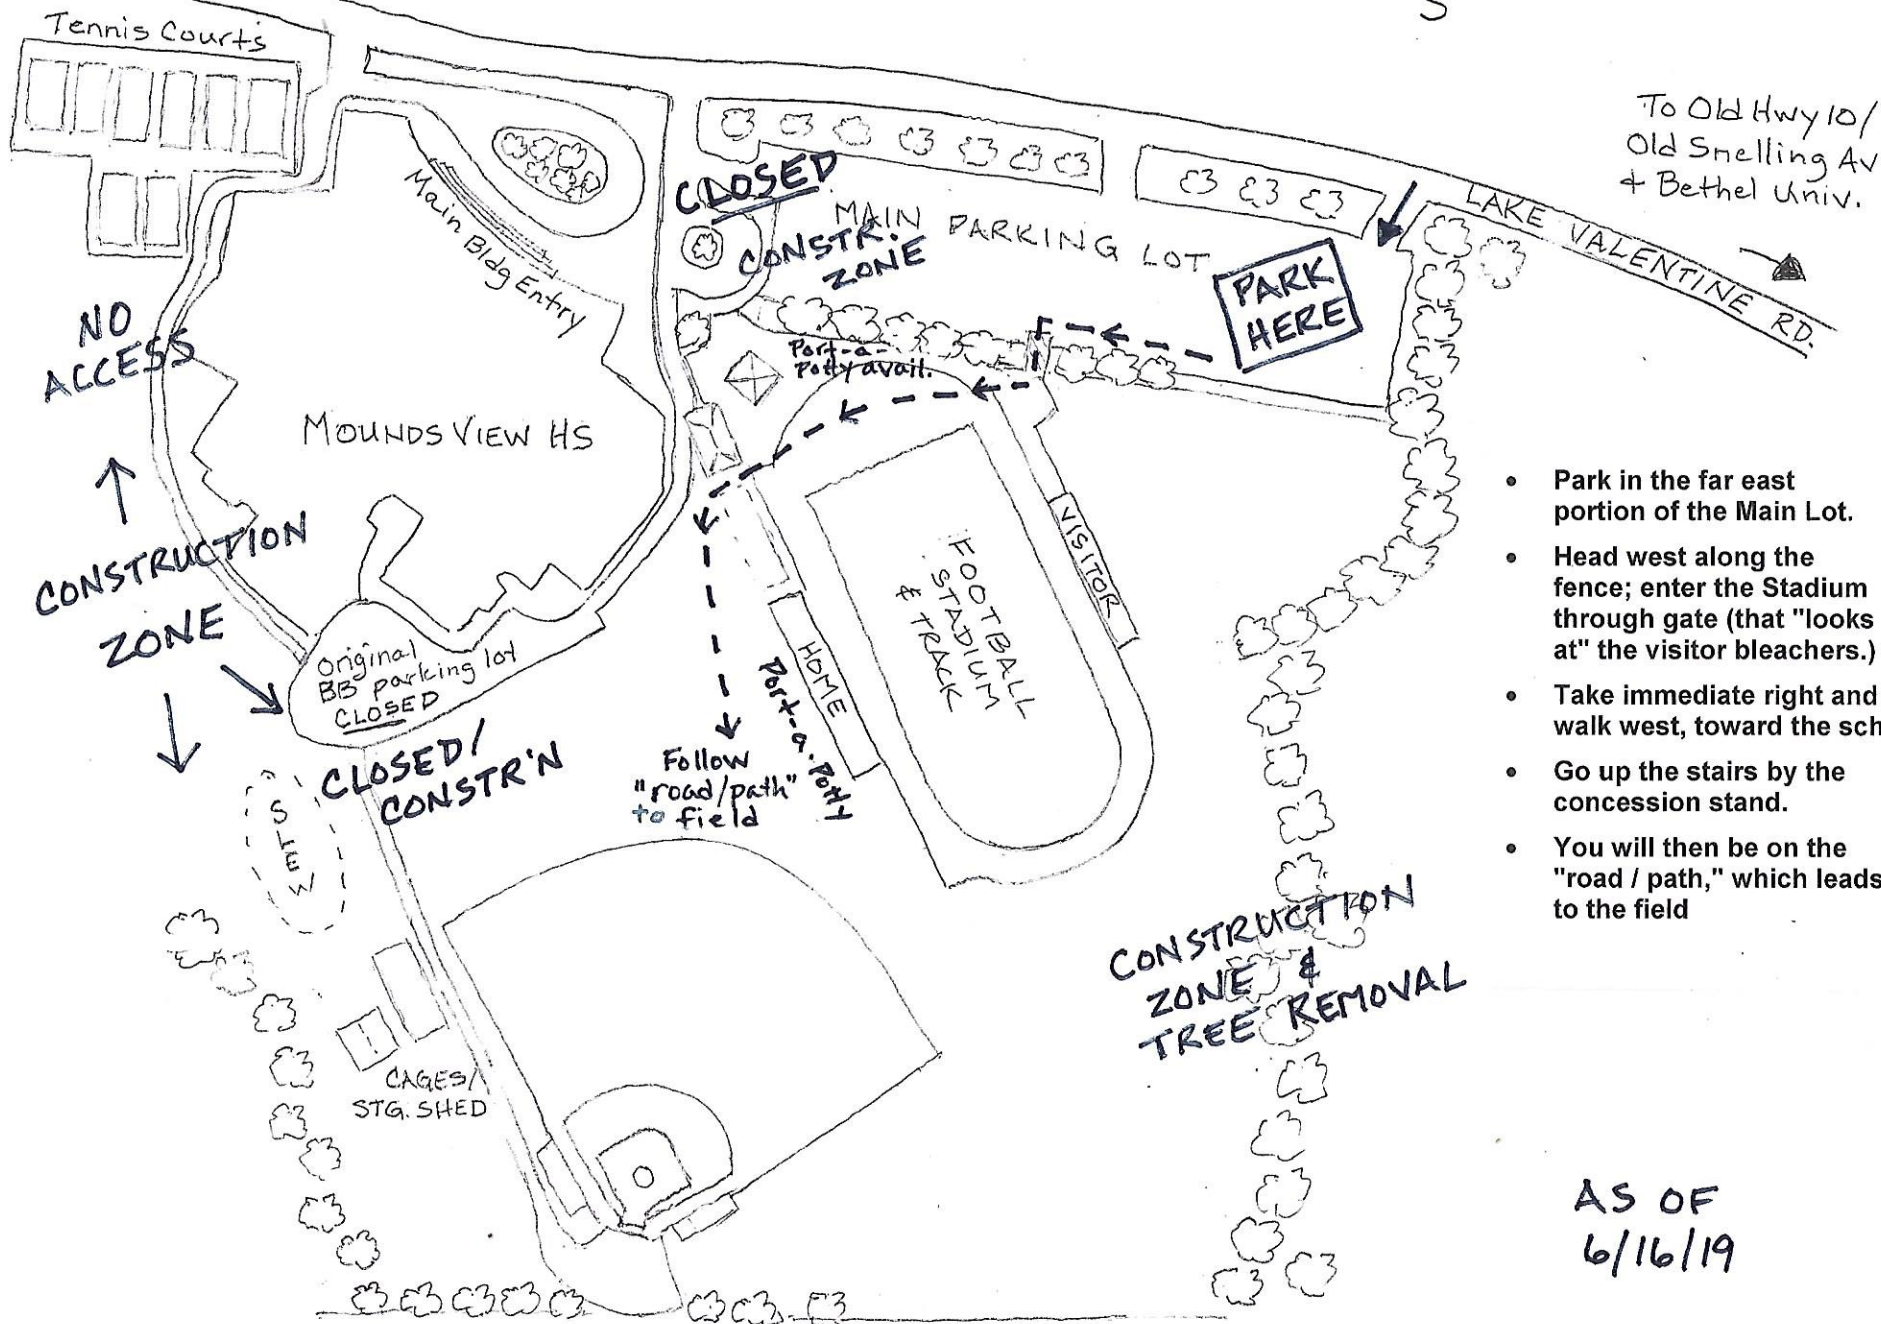 S
Tennis Courts
To Old Hwy 10/
Old Snelling Av
& Bethel Univ.
LAKE VALENTINE RD.
CLOSED
CONSTR.
ZONE
MAIN PARKING LOT
PARK
HERE
Main Bldg Entry
NO
ACCESS
Port-a-
Potty avail.
MOUNDS VIEW HS
CONSTRUCTION
ZONE
VISITOR
FOOTBALL
STADIUM
& TRACK
HOME
Port-a-Potty
Original
BB parking lot
CLOSED
CLOSED/
CONSTR'N
Follow
"road/path"
to field
SLEW
CAGES/
STG. SHED
CONSTRUCTION
ZONE &
TREE REMOVAL
• Park in the far east
portion of the Main Lot.
• Head west along the
fence; enter the Stadium
through gate (that "looks
at" the visitor bleachers.)
• Take immediate right and
walk west, toward the sch
• Go up the stairs by the
concession stand.
• You will then be on the
"road / path," which leads
to the field
AS OF
6/16/19